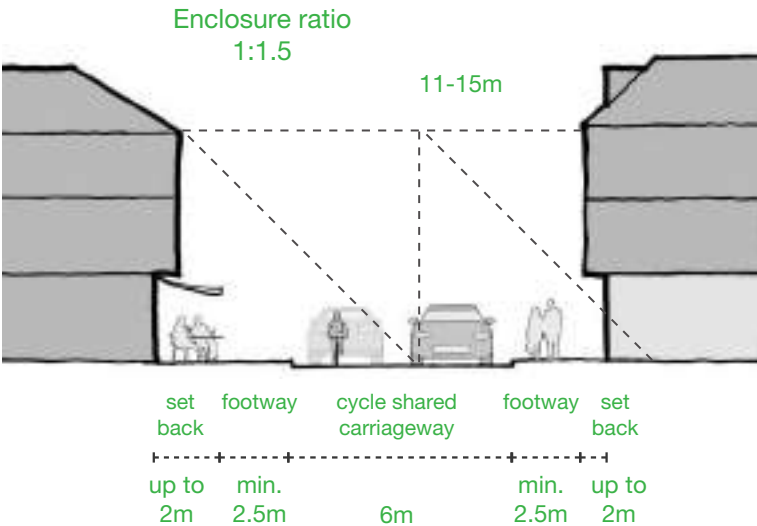 Enclosure ratio
1:1.5
11-15m
set back
footway
cycle shared carriageway
footway
set back
up to 2m
min. 2.5m
6m
min. 2.5m
up to 2m